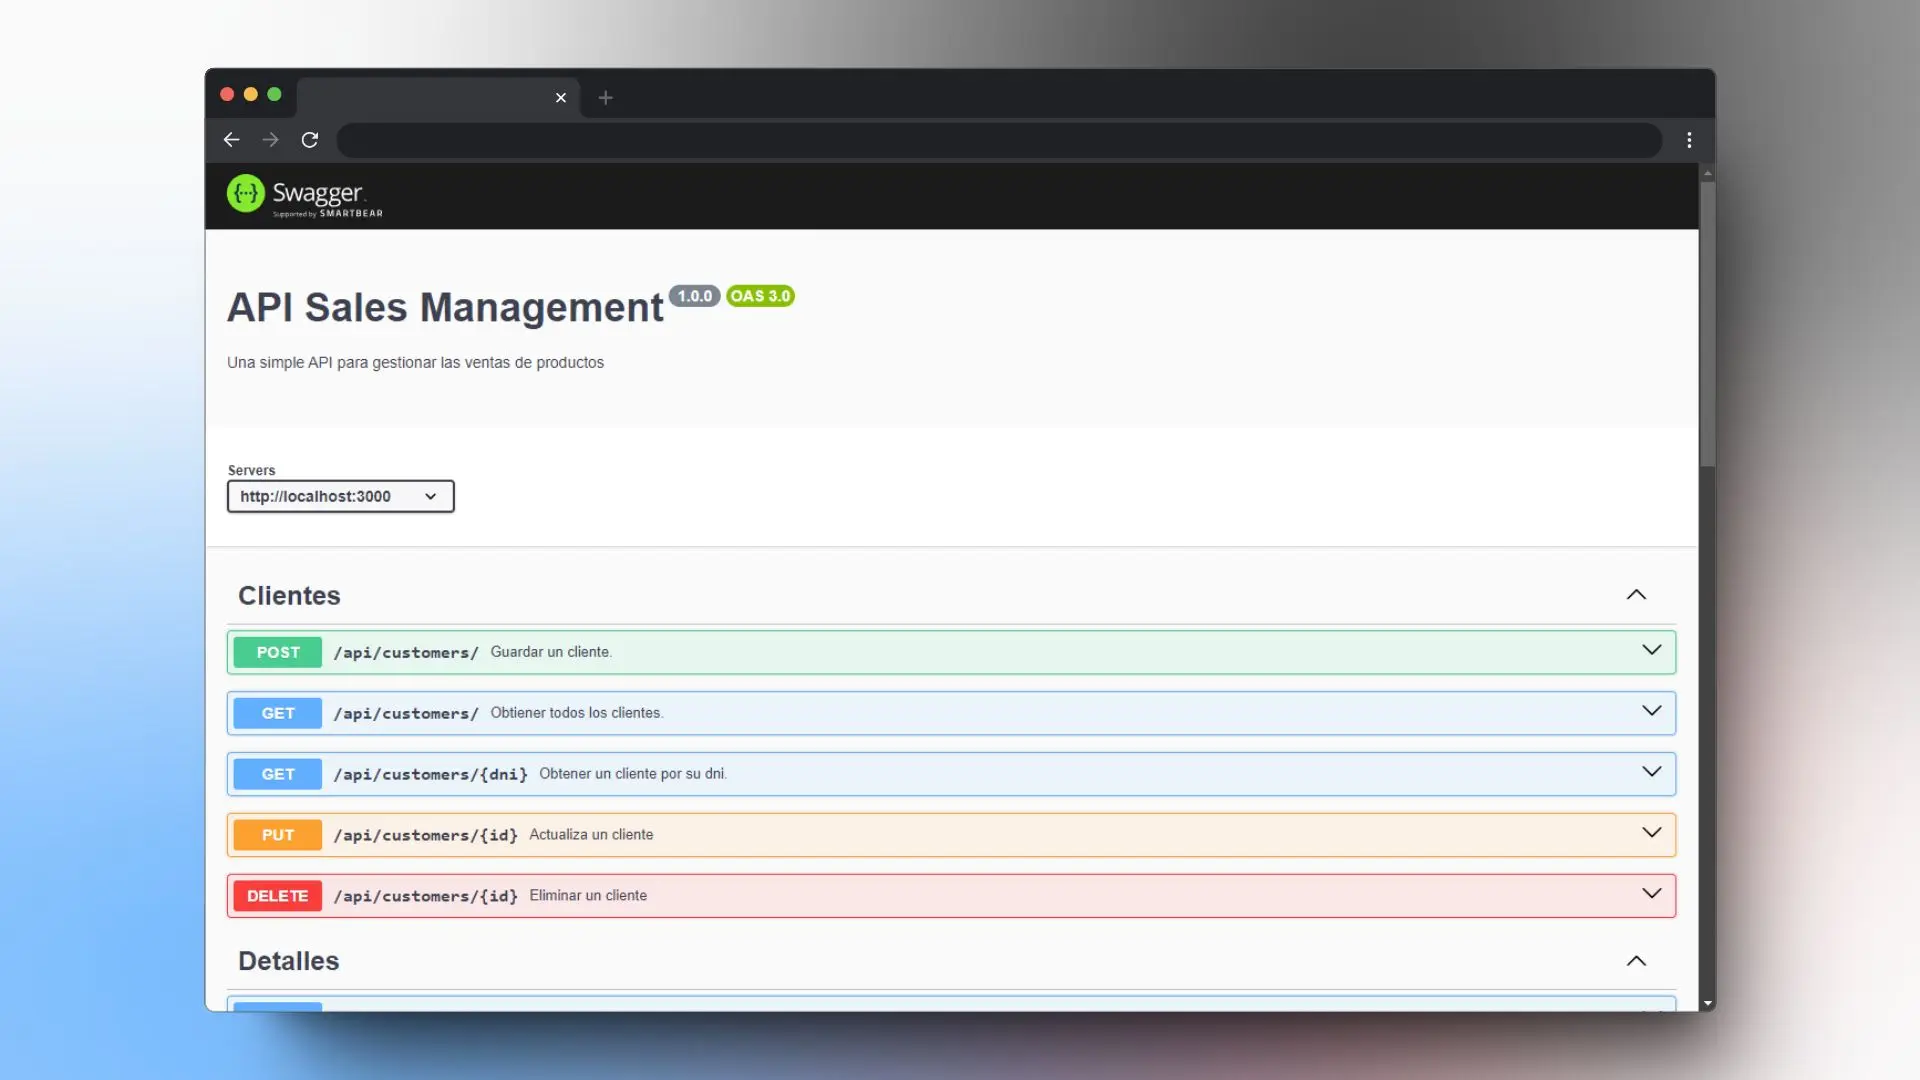 Swagger.
Supported by SMARTBEAR
API Sales Management 1.0.0 OAS 3.0
Una simple API para gestionar las ventas de productos
Servers
http://localhost:3000
Clientes
POST /api/customers/ Guardar un cliente.
GET /api/customers/ Obtiener todos los clientes.
GET /api/customers/{dni} Obtener un cliente por su dni.
PUT /api/customers/{id} Actualiza un cliente
DELETE /api/customers/{id} Eliminar un cliente
Detalles